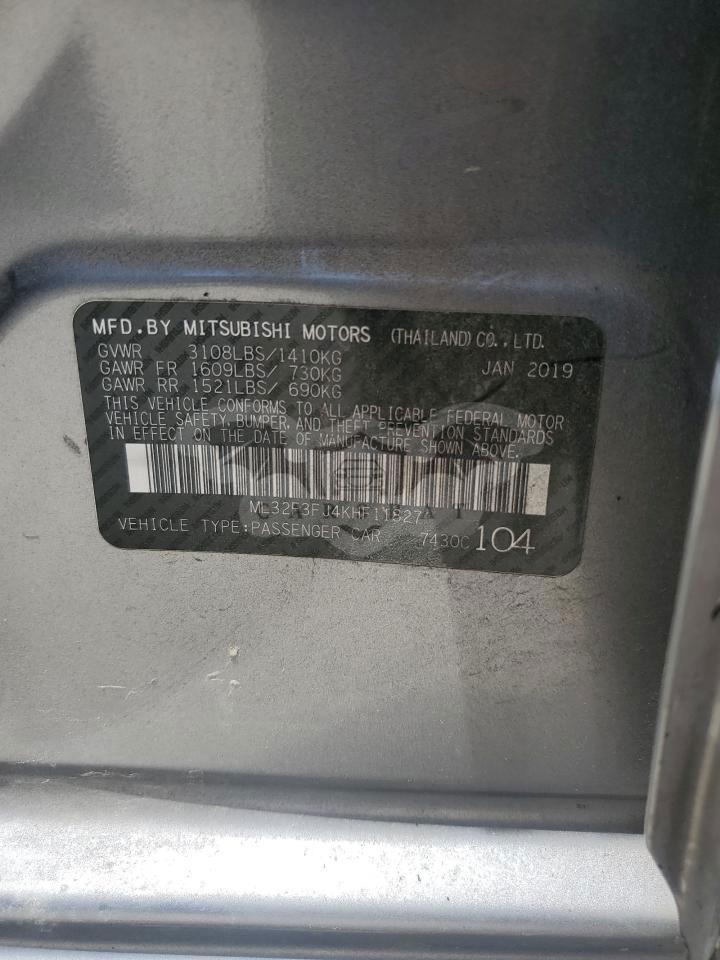 MFD.BY MITSUBISHI MOTORS (THAILAND) CO., LTD.
GVWR 3108LBS/1410KG JAN 2019
GAWR FR 1609LBS/ 730KG
GAWR RR 1521LBS/ 690KG
THIS VEHICLE CONFORMS TO ALL APPLICABLE FEDERAL MOTOR
VEHICLE SAFETY, BUMPER, AND THEFT PREVENTION STANDARDS
IN EFFECT ON THE DATE OF MANUFACTURE SHOWN ABOVE.
VEHICLE TYPE:PASSENGER CAR 7430C 104